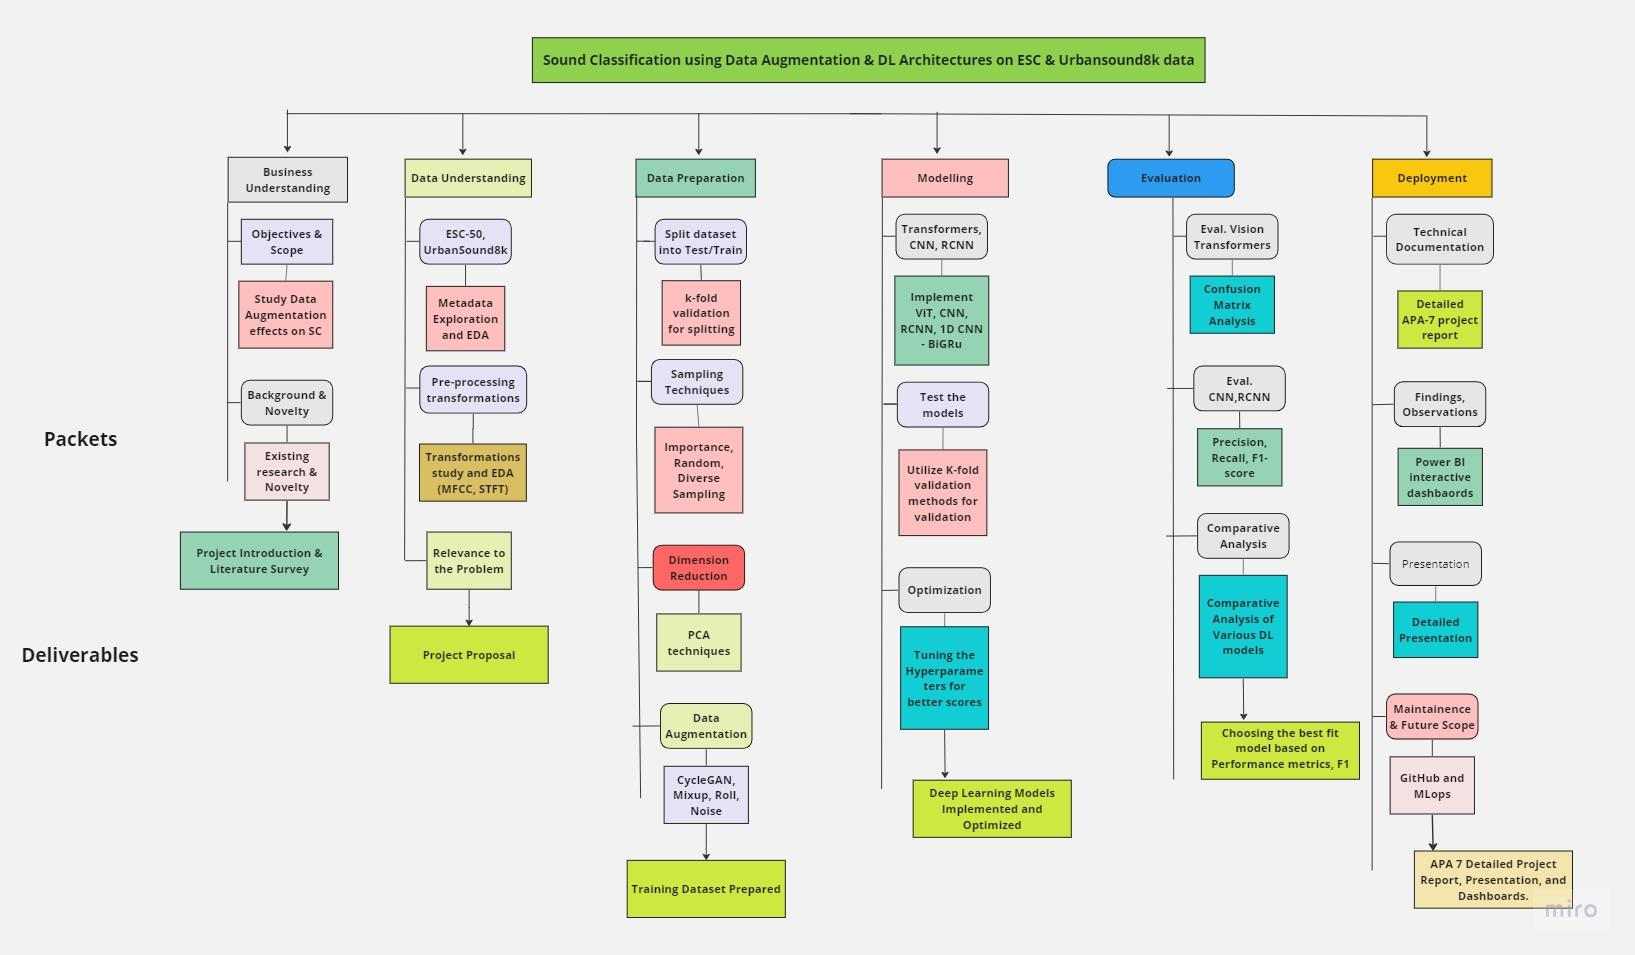 Sound Classification using Data Augmentation & DL Architectures on ESC & Urbansound8k data
Business
Understanding
Objectives &
Scope
Study Data
Augmentation
effects on SC
Background &
Novelty
Existing
research &
Novelty
Project Introduction &
Literature Survey
Data Understanding
ESC-50,
UrbanSound8k
Metadata
Exploration
and EDA
Pre-processing
transformations
Transformations
study and EDA
(MFCC, STFT)
Relevance to
the Problem
Project Proposal
Data Preparation
Split dataset
into Test/Train
k-fold
validation
for splitting
Sampling
Techniques
Importance,
Random,
Diverse
Sampling
Dimension
Reduction
PCA
techniques
Data
Augmentation
CycleGAN,
Mixup, Roll,
Noise
Training Dataset Prepared
Modelling
Transformers,
CNN, RCNN
Implement
ViT, CNN,
RCNN, 1D CNN
- BiGRu
Test the
models
Utilize K-fold
validation
methods for
validation
Optimization
Tuning the
Hyperparame
ters for
better scores
Deep Learning Models
Implemented and
Optimized
Evaluation
Eval. Vision
Transformers
Confusion
Matrix
Analysis
Eval.
CNN,RCNN
Precision,
Recall, F1-
score
Comparative
Analysis
Comparative
Analysis of
Various DL
models
Choosing the best fit
model based on
Performance metrics, F1
Deployment
Technical
Documentation
Detailed
APA-7 project
report
Findings,
Observations
Power BI
interactive
dashbaords
Presentation
Detailed
Presentation
Maintainence
& Future Scope
GitHub and
MLops
APA 7 Detailed Project
Report, Presentation, and
Dashboards.
Packets
Deliverables
miro